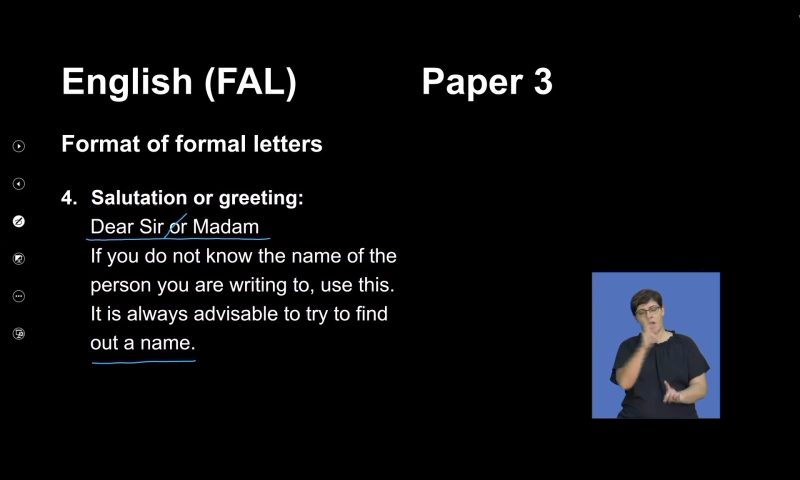 English (FAL) Paper 3
Format of formal letters
4. Salutation or greeting:
Dear Sir or Madam
If you do not know the name of the
person you are writing to, use this.
It is always advisable to try to find
out a name.